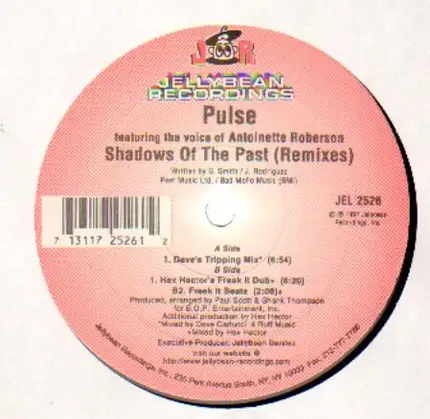 JELLYBEAN
RECORDINGS
Pulse
featuring the voice of Antoinette Roberson
Shadows Of The Past (Remixes)
Written by G. Smith / J. Rodriguez
Peer Music Ltd. / Bad MoFo Music (BMI)
JEL 2526
© ℗ 1997 Jellybean
Recordings, Inc.
7 13117 25261 2
A Side
1. Dave's Tripping Mix* (6:54)
B Side
1. Hex Hector's Freak It Dub+ (6:20)
B2. Freak It Beats (2:08)+
Produced, arranged by Paul Scott & Shank Thompson
for B.O.P. Entertainment, Inc.
Additional production by Hex Hector
*Mixed by Dave 4 Ruff Music
+Mixed by Hex Hector
Executive Producer: Jellybean Benitez
visit our website @
http://www.jellybean-recordings.com
Jellybean Recordings, Inc. 235 Park Avenue South, NY, NY 10003 Fax.